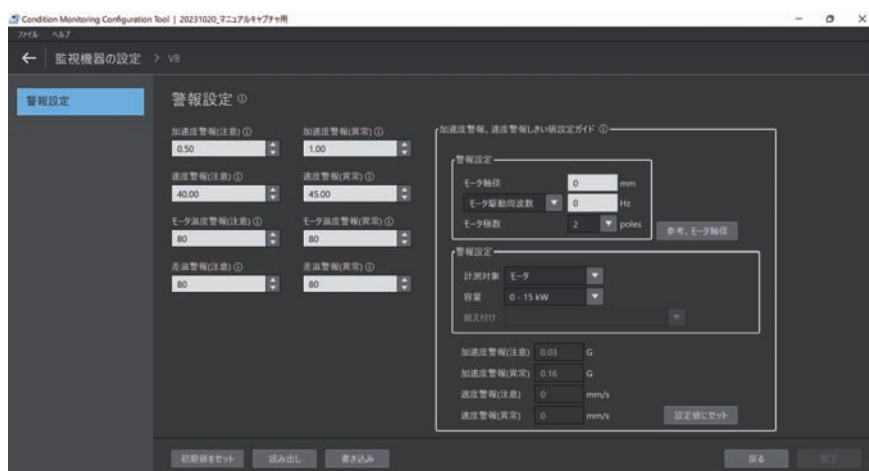 Condition Monitoring Configuration Tool | 20231020_マニュアルキャプチャ用
ファイル ヘルプ
← 監視機器の設定 > VB
警報設定
警報設定 ⓘ
加速度警報(注意) ⓘ 加速度警報(異常) ⓘ
0.50 1.00
速度警報(注意) ⓘ 速度警報(異常) ⓘ
40.00 45.00
モータ温度警報(注意) ⓘ モータ温度警報(異常) ⓘ
80 80
差温警報(注意) ⓘ 差温警報(異常) ⓘ
80 80
加速度警報、速度警報しきい値設定ガイド ⓘ
警報設定
モータ軸径 0 mm
モータ駆動周波数 0 Hz
モータ極数 2 poles
参考、モータ軸径
警報設定
計測対象 モータ
容量 0 - 15 kW
据え付け
加速度警報(注意) 0.03 G
加速度警報(異常) 0.16 G
速度警報(注意) 0 mm/s
速度警報(異常) 0 mm/s
設定値にセット
初期値をセット 読み出し 書き込み 戻る 完了